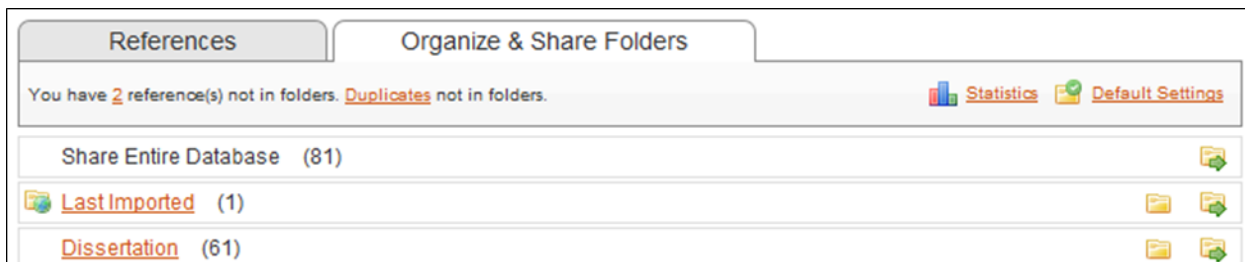 References Organize & Share Folders
You have 2 reference(s) not in folders. Duplicates not in folders. Statistics Default Settings
Share Entire Database (81)
Last Imported (1)
Dissertation (61)